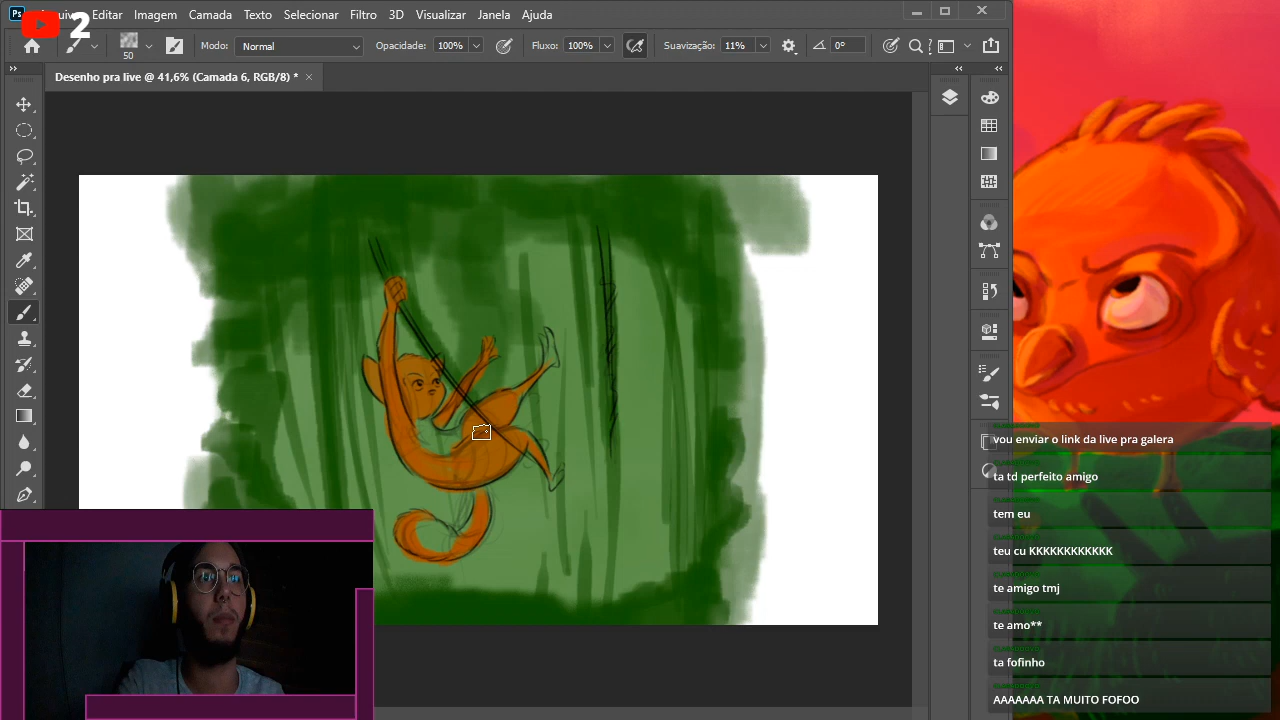 Ps
Editar Imagem Camada Texto Selecionar Filtro 3D Visualizar Janela Ajuda
2
50
Modo: Normal Opacidade: 100% Fluxo: 100% Suavização: 11% 0°
Desenho pra live @ 41,6% (Camada 6, RGB/8) *
vou enviar o link da live pra galera
ta td perfeito amigo
tem eu
teu cu KKKKKKKKKKKK
te amigo tmj
te amo**
ta fofinho
AAAAAAA TA MUITO FOFOO